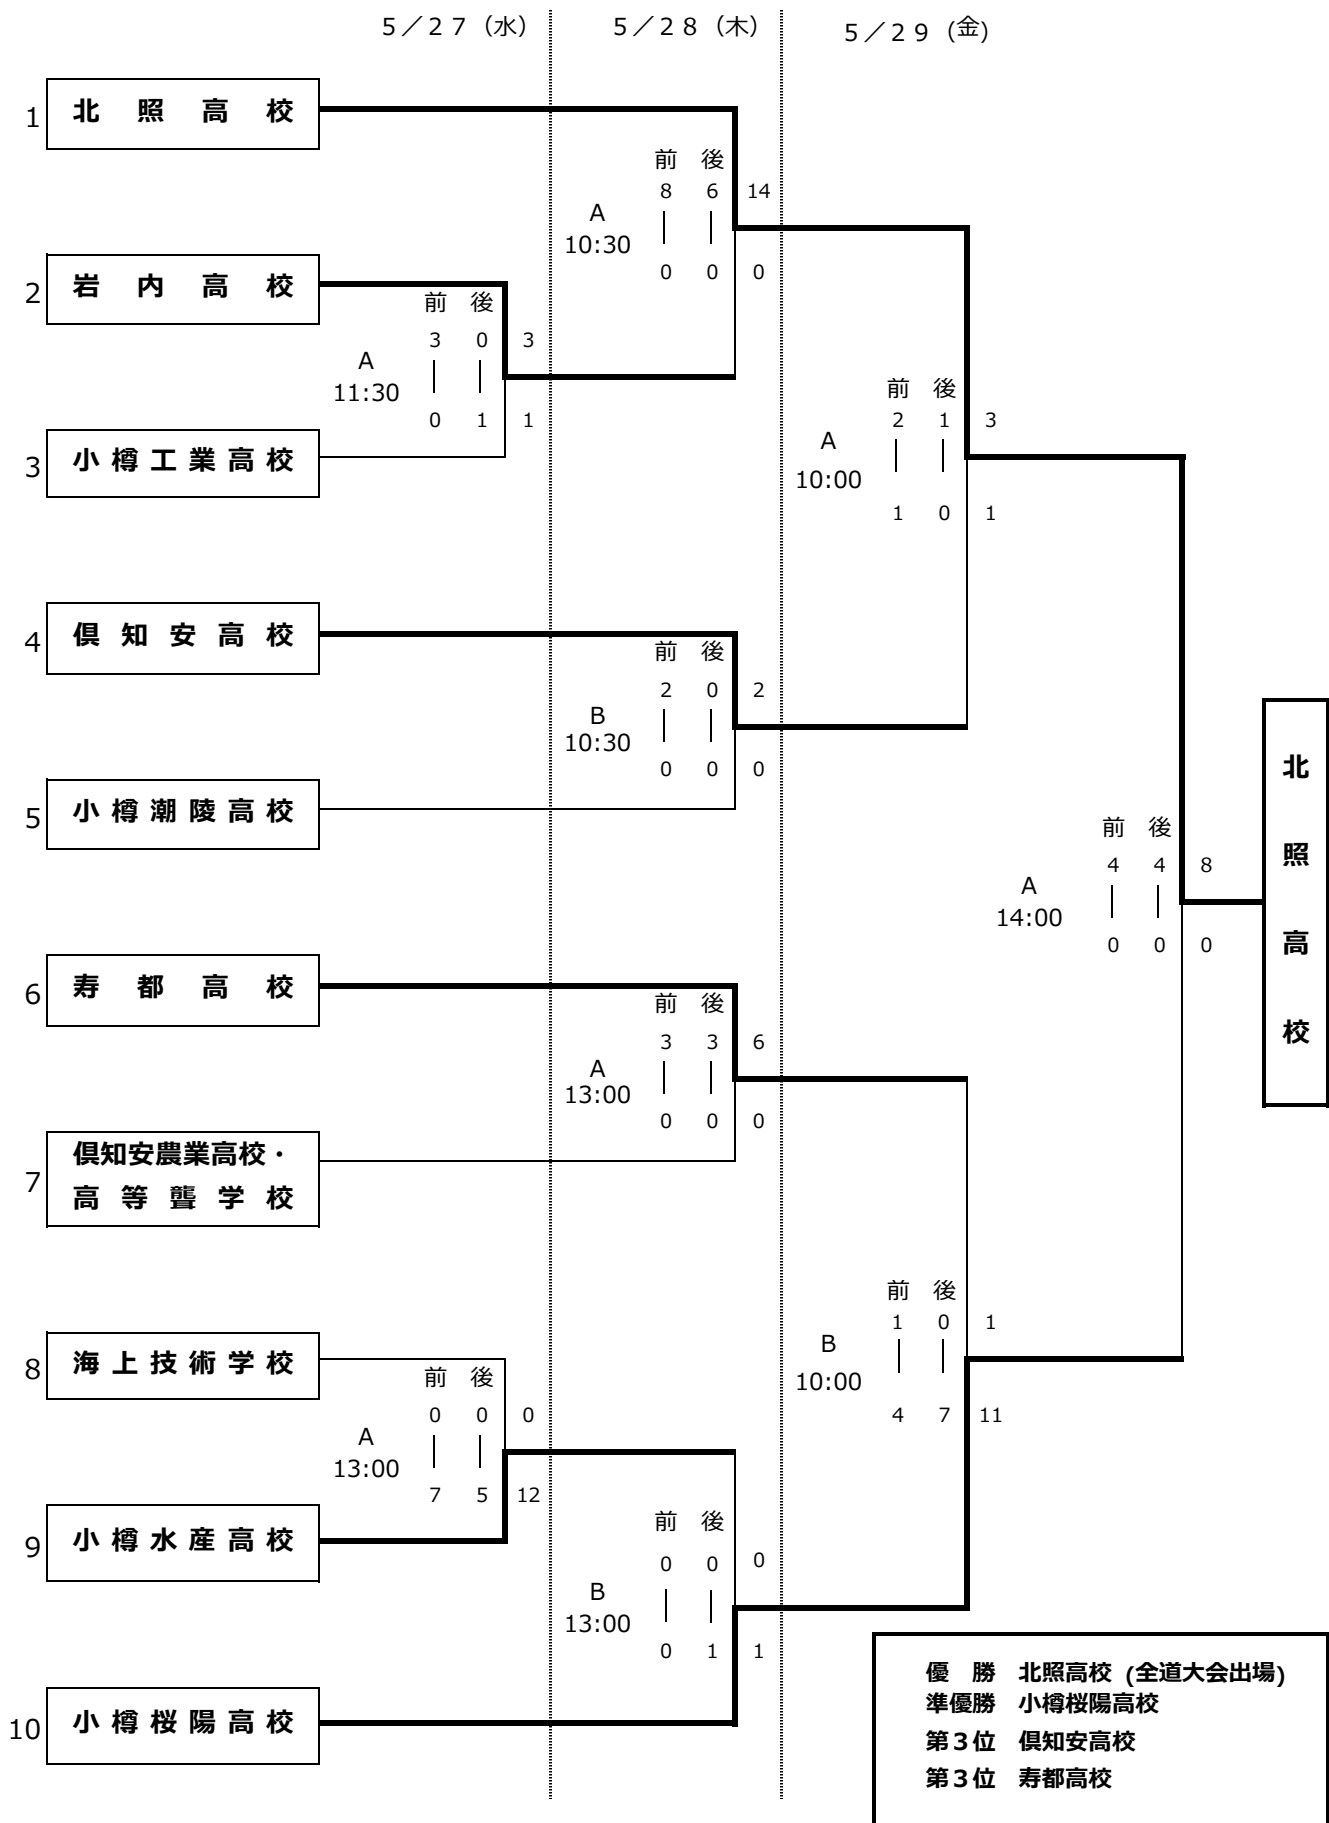 5／27（水）
5／28（木）
5／29（金）
1 北照高校
前 後
8 6 14
A
10:30
0 0 0
2 岩内高校
前 後
3 0 3
A
11:30
0 1 1
3 小樽工業高校
前 後
2 1 3
A
10:00
1 0 1
4 倶知安高校
前 後
2 0 2
B
10:30
0 0 0
5 小樽潮陵高校
北照高校
前 後
4 4 8
A
14:00
0 0 0
6 寿都高校
前 後
3 3 6
A
13:00
0 0 0
7 倶知安農業高校・
高等聾学校
前 後
1 0 1
B
10:00
4 7 11
8 海上技術学校
前 後
0 0 0
A
13:00
7 5 12
9 小樽水産高校
前 後
0 0 0
B
13:00
0 1 1
10 小樽桜陽高校
優　勝　北照高校 (全道大会出場)
準優勝　小樽桜陽高校
第３位　倶知安高校
第３位　寿都高校